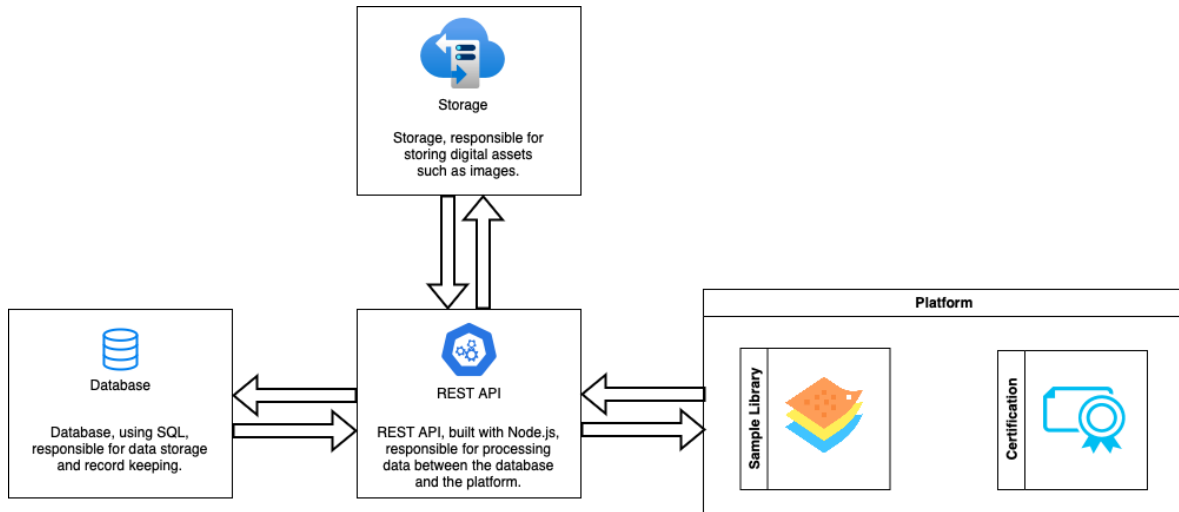 Storage
Storage, responsible for
storing digital assets
such as images.
Database
Database, using SQL,
responsible for data storage
and record keeping.
REST API
REST API, built with Node.js,
responsible for processing
data between the database
and the platform.
Platform
Sample Library
Certification